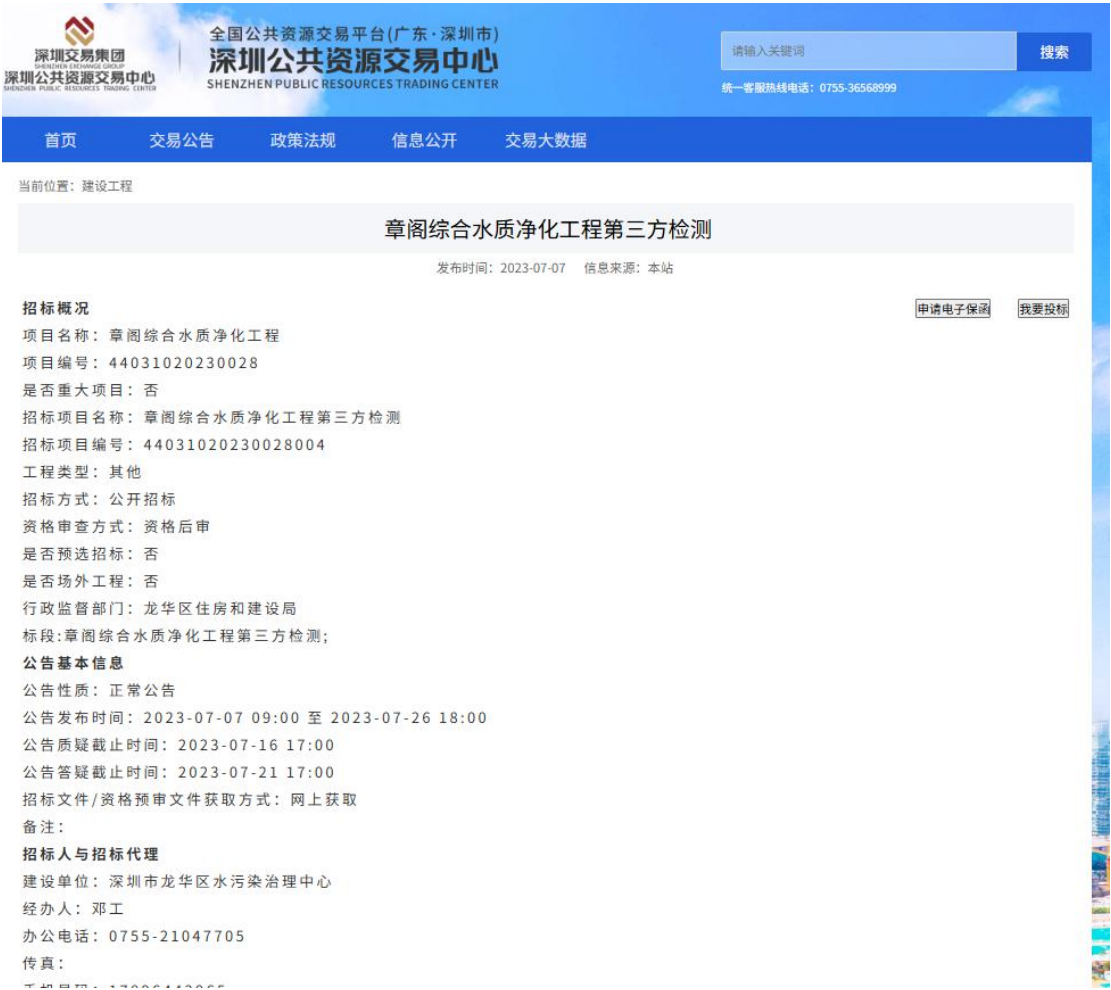 深圳交易集团
SHENZHEN EXCHANGE GROUP
深圳公共资源交易中心
SHENZHEN PUBLIC RESOURCES TRADING CENTER
全国公共资源交易平台(广东·深圳市)
深圳公共资源交易中心
SHENZHEN PUBLIC RESOURCES TRADING CENTER
请输入关键词
搜索
统一客服热线电话：0755-36568999
首页 交易公告 政策法规 信息公开 交易大数据
当前位置：建设工程
章阁综合水质净化工程第三方检测
发布时间：2023-07-07 信息来源：本站
招标概况
申请电子保函 我要投标
项目名称：章阁综合水质净化工程
项目编号：44031020230028
是否重大项目：否
招标项目名称：章阁综合水质净化工程第三方检测
招标项目编号：44031020230028004
工程类型：其他
招标方式：公开招标
资格审查方式：资格后审
是否预选招标：否
是否场外工程：否
行政监督部门：龙华区住房和建设局
标段:章阁综合水质净化工程第三方检测;
公告基本信息
公告性质：正常公告
公告发布时间：2023-07-07 09:00 至 2023-07-26 18:00
公告质疑截止时间：2023-07-16 17:00
公告答疑截止时间：2023-07-21 17:00
招标文件/资格预审文件获取方式：网上获取
备注：
招标人与招标代理
建设单位：深圳市龙华区水污染治理中心
经办人：邓工
办公电话：0755-21047705
传真：